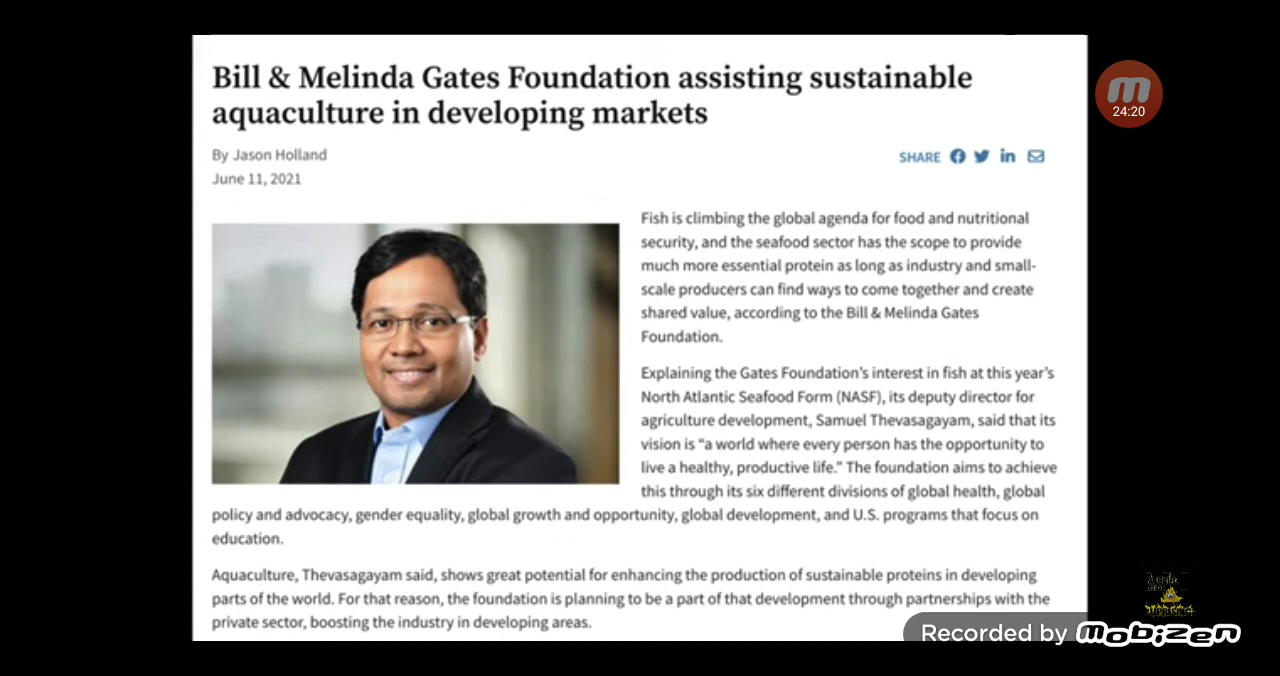 Bill & Melinda Gates Foundation assisting sustainable
aquaculture in developing markets
By Jason Holland
June 11, 2021
SHARE
24:20
Fish is climbing the global agenda for food and nutritional
security, and the seafood sector has the scope to provide
much more essential protein as long as industry and small-
scale producers can find ways to come together and create
shared value, according to the Bill & Melinda Gates
Foundation.
Explaining the Gates Foundation's interest in fish at this year's
North Atlantic Seafood Form (NASF), its deputy director for
agriculture development, Samuel Thevasagayam, said that its
vision is “a world where every person has the opportunity to
live a healthy, productive life.” The foundation aims to achieve
this through its six different divisions of global health, global
policy and advocacy, gender equality, global growth and opportunity, global development, and U.S. programs that focus on
education.
Aquaculture, Thevasagayam said, shows great potential for enhancing the production of sustainable proteins in developing
parts of the world. For that reason, the foundation is planning to be a part of that development through partnerships with the
private sector, boosting the industry in developing areas.
UPRISING
Recorded by mobizen